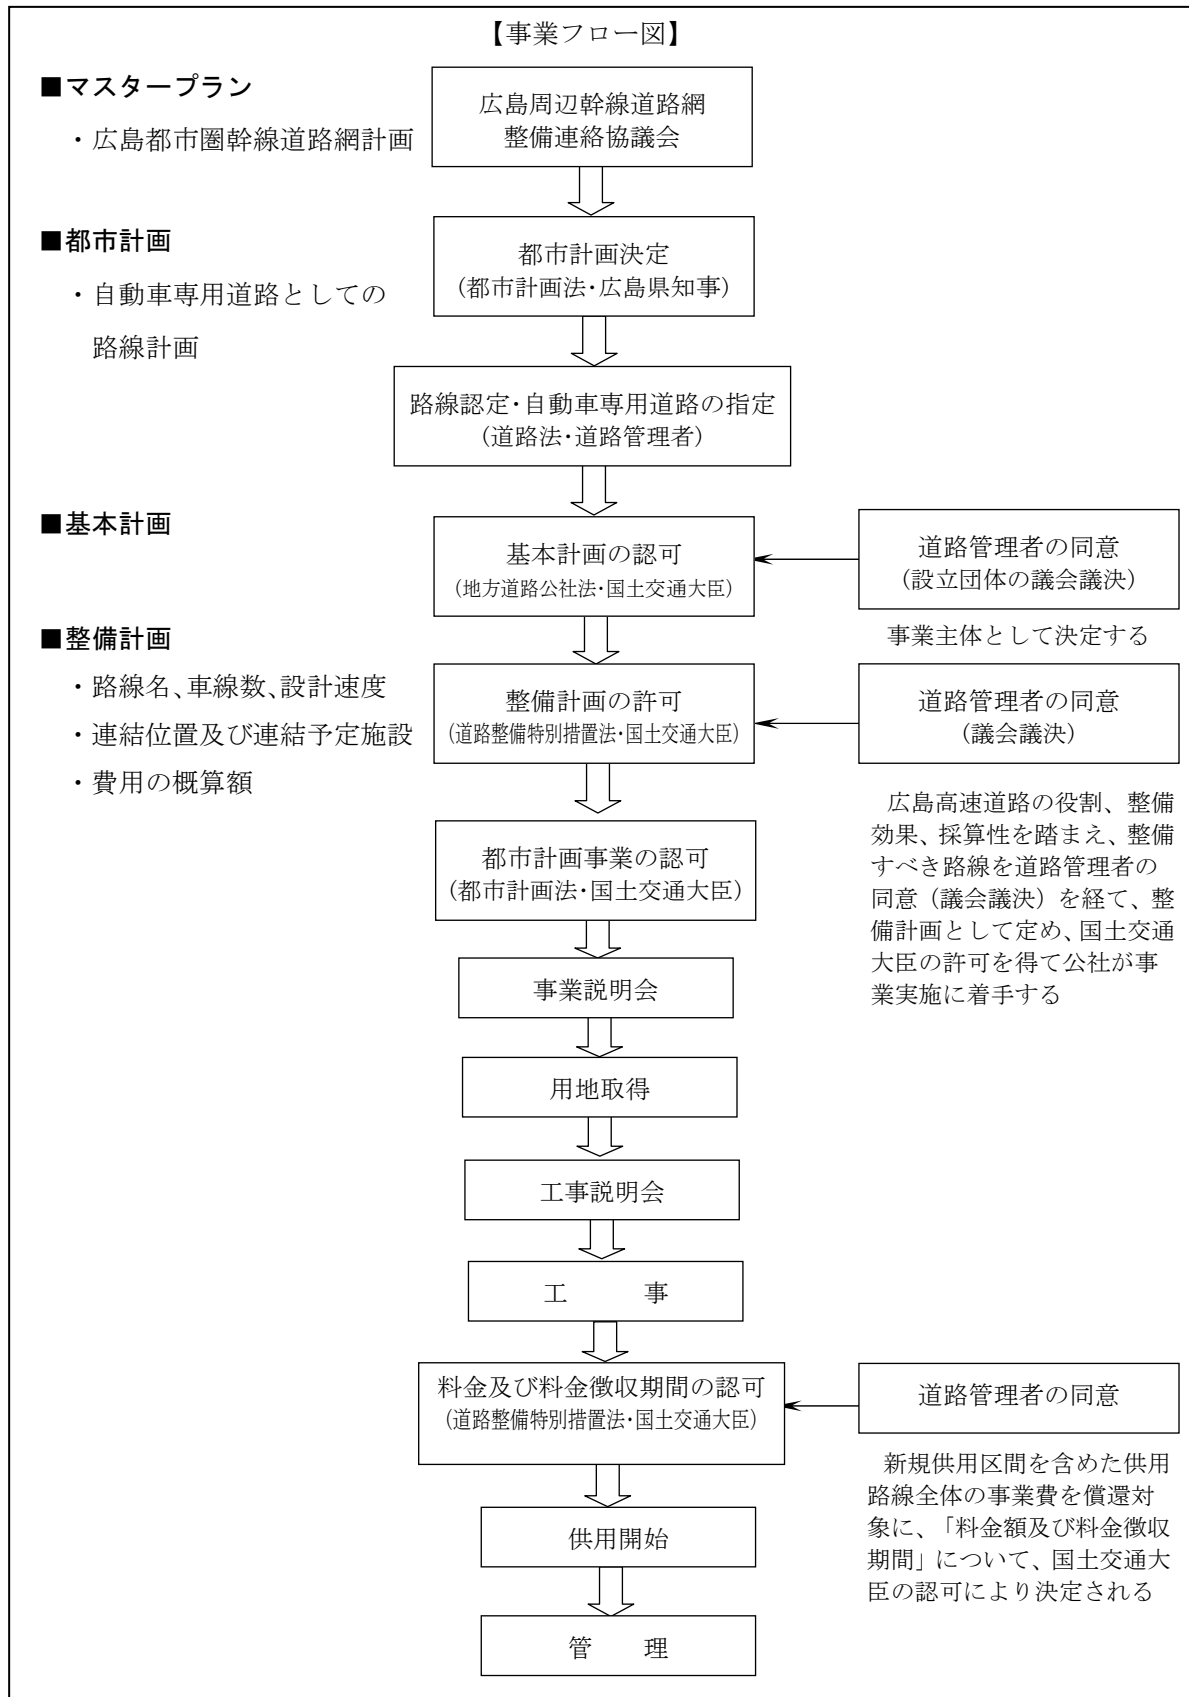 【事業フロー図】
■マスタープラン
・広島都市圏幹線道路網計画
広島周辺幹線道路網
整備連絡協議会
■都市計画
・自動車専用道路としての
路線計画
都市計画決定
（都市計画法・広島県知事）
路線認定・自動車専用道路の指定
（道路法・道路管理者）
■基本計画
基本計画の認可
（地方道路公社法・国土交通大臣）
道路管理者の同意
（設立団体の議会議決）
事業主体として決定する
■整備計画
・路線名、車線数、設計速度
・連結位置及び連結予定施設
・費用の概算額
整備計画の許可
（道路整備特別措置法・国土交通大臣）
道路管理者の同意
（議会議決）
広島高速道路の役割、整備
効果、採算性を踏まえ、整備
すべき路線を道路管理者の
同意（議会議決）を経て、整
備計画として定め、国土交通
大臣の許可を得て公社が事
業実施に着手する
都市計画事業の認可
（都市計画法・国土交通大臣）
事業説明会
用地取得
工事説明会
工　　　事
料金及び料金徴収期間の認可
（道路整備特別措置法・国土交通大臣）
道路管理者の同意
新規供用区間を含めた供用
路線全体の事業費を償還対
象に、「料金額及び料金徴収
期間」について、国土交通大
臣の認可により決定される
供用開始
管　　理